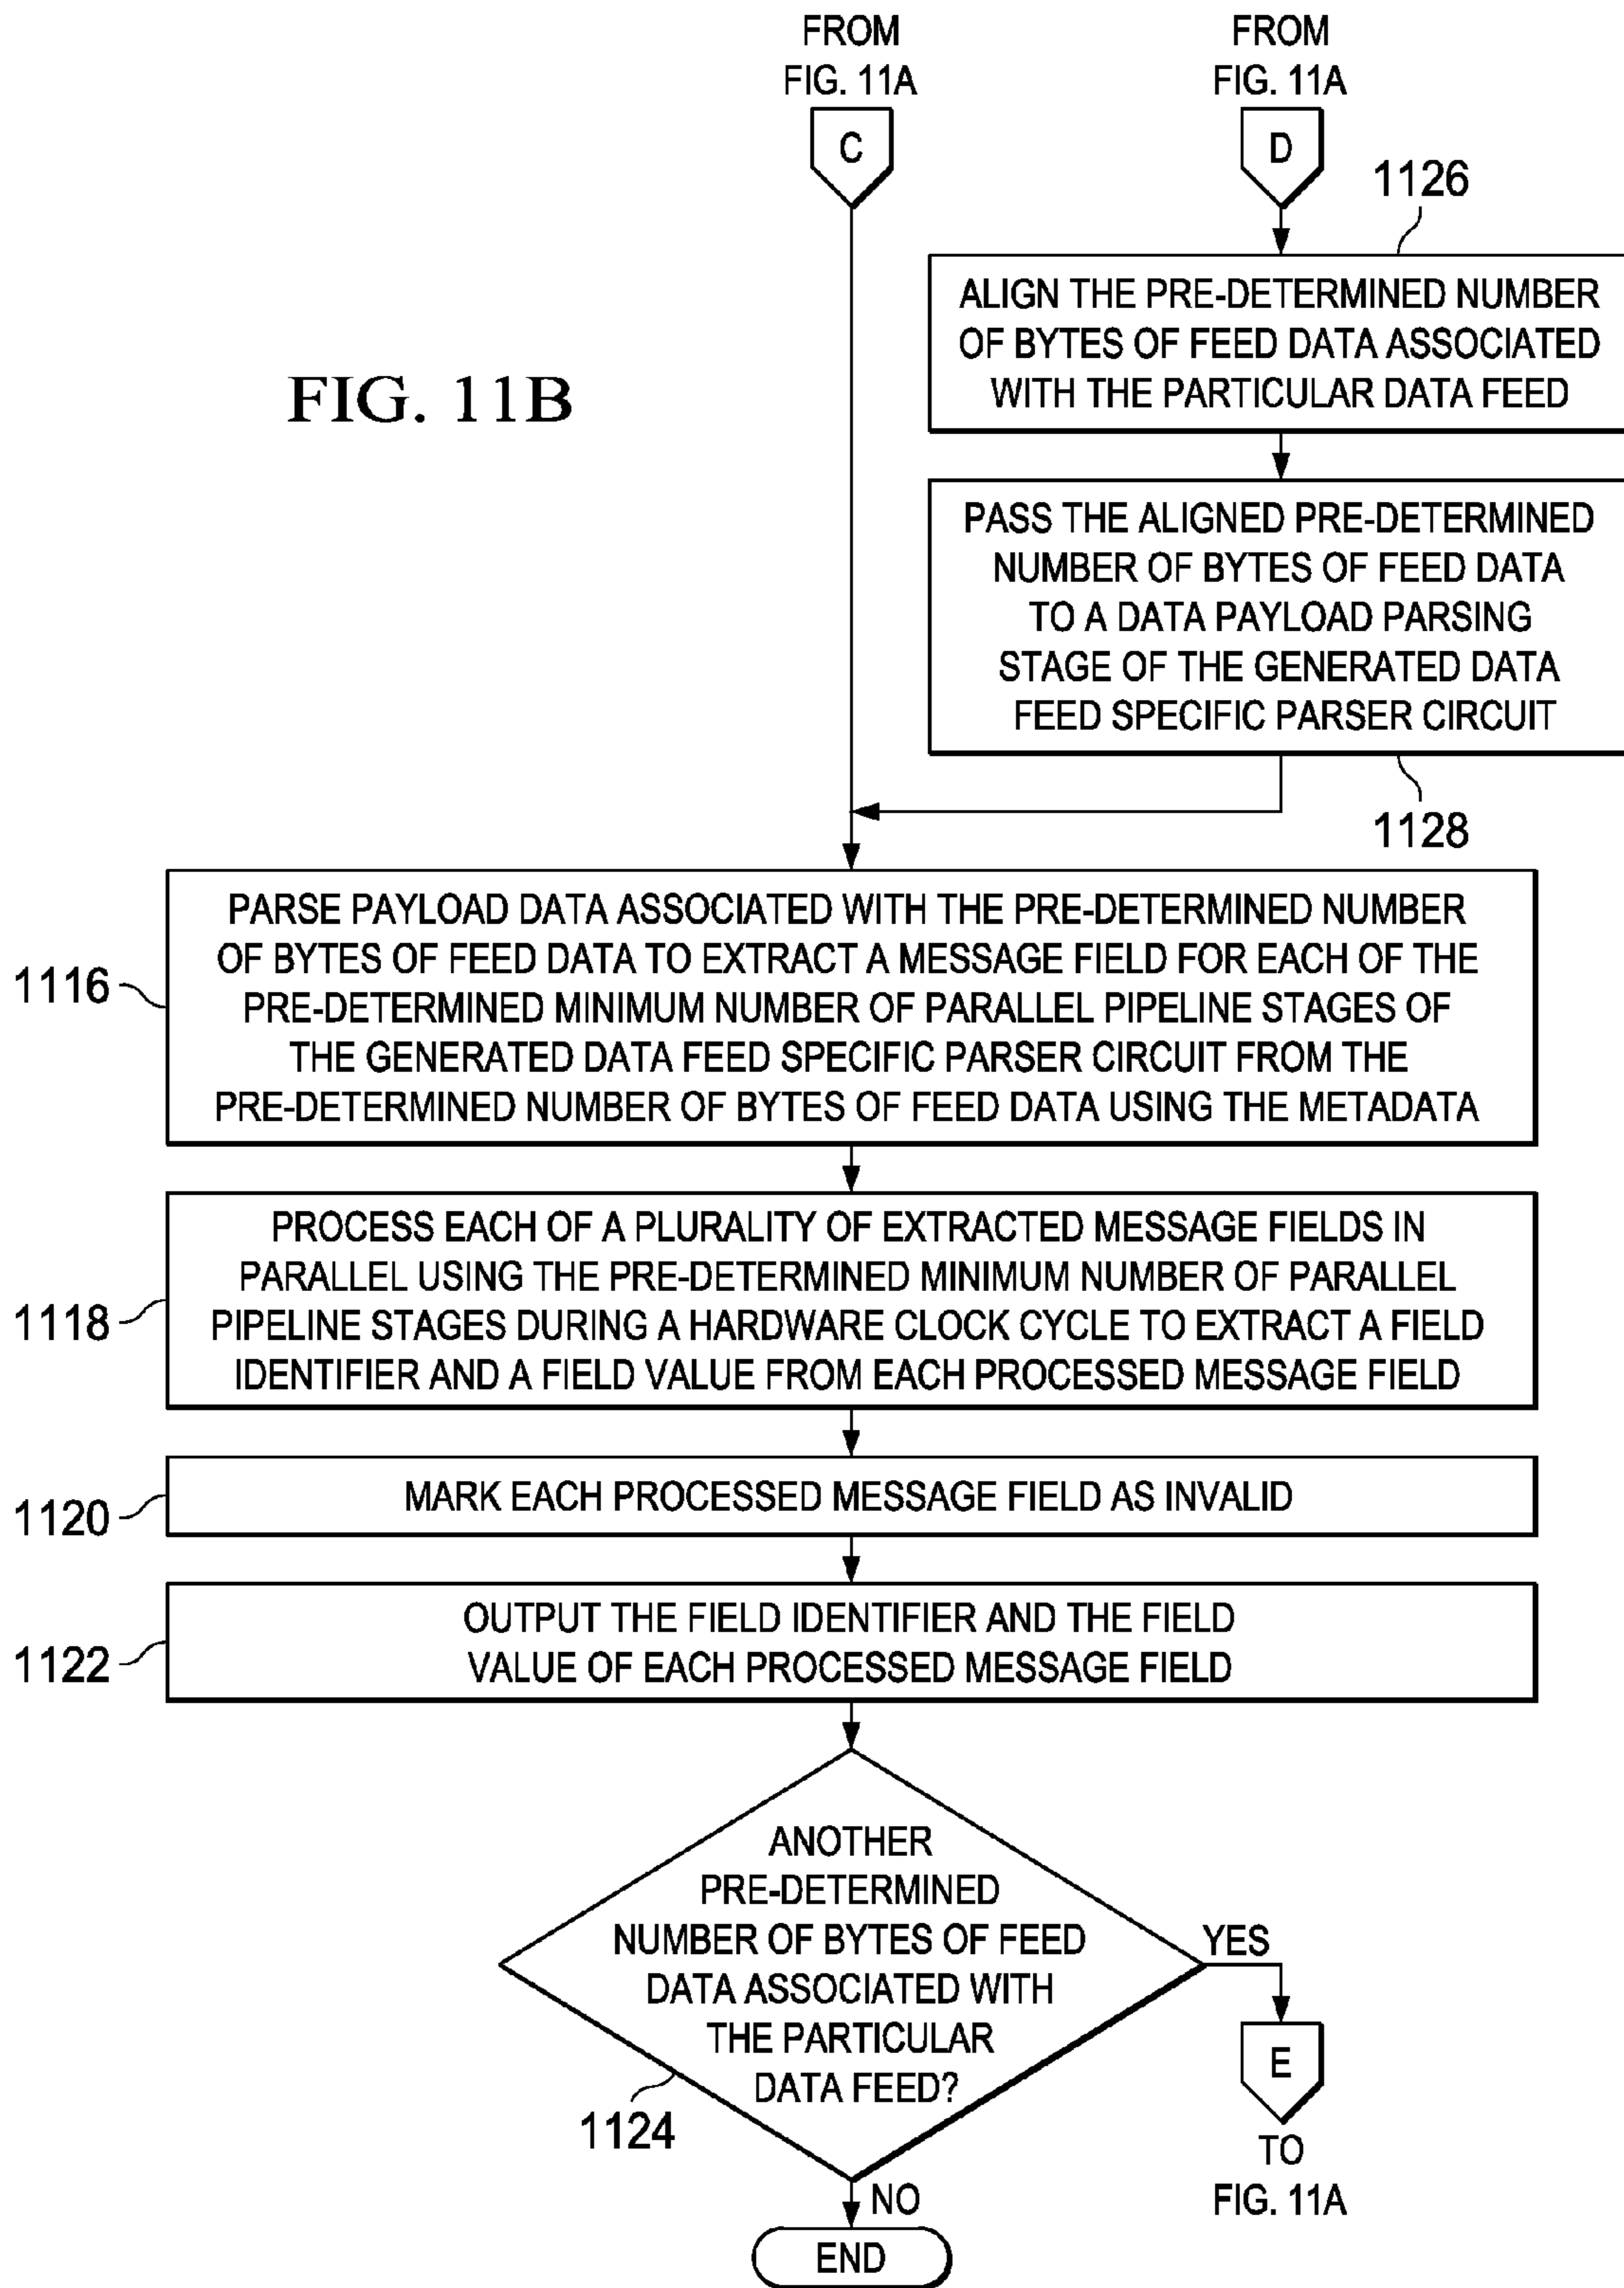 FROM
FIG. 11A
C
FROM
FIG. 11A
D
FIG. 11B
1126
ALIGN THE PRE-DETERMINED NUMBER
OF BYTES OF FEED DATA ASSOCIATED
WITH THE PARTICULAR DATA FEED
PASS THE ALIGNED PRE-DETERMINED
NUMBER OF BYTES OF FEED DATA
TO A DATA PAYLOAD PARSING
STAGE OF THE GENERATED DATA
FEED SPECIFIC PARSER CIRCUIT
1128
1116
PARSE PAYLOAD DATA ASSOCIATED WITH THE PRE-DETERMINED NUMBER
OF BYTES OF FEED DATA TO EXTRACT A MESSAGE FIELD FOR EACH OF THE
PRE-DETERMINED MINIMUM NUMBER OF PARALLEL PIPELINE STAGES OF
THE GENERATED DATA FEED SPECIFIC PARSER CIRCUIT FROM THE
PRE-DETERMINED NUMBER OF BYTES OF FEED DATA USING THE METADATA
1118
PROCESS EACH OF A PLURALITY OF EXTRACTED MESSAGE FIELDS IN
PARALLEL USING THE PRE-DETERMINED MINIMUM NUMBER OF PARALLEL
PIPELINE STAGES DURING A HARDWARE CLOCK CYCLE TO EXTRACT A FIELD
IDENTIFIER AND A FIELD VALUE FROM EACH PROCESSED MESSAGE FIELD
1120
MARK EACH PROCESSED MESSAGE FIELD AS INVALID
1122
OUTPUT THE FIELD IDENTIFIER AND THE FIELD
VALUE OF EACH PROCESSED MESSAGE FIELD
ANOTHER
PRE-DETERMINED
NUMBER OF BYTES OF FEED
DATA ASSOCIATED WITH
THE PARTICULAR
DATA FEED?
1124
YES
E
TO
FIG. 11A
NO
END